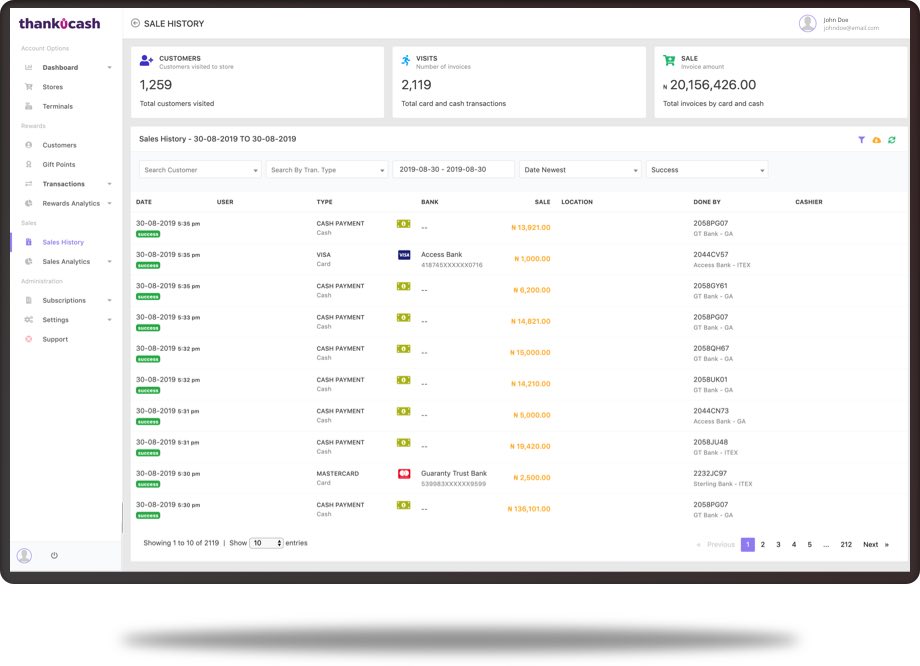 thankucash
SALE HISTORY
John Doe
johndoe@email.com
Account Options
Dashboard
Stores
Terminals
Rewards
Customers
Gift Points
Transactions
Rewards Analytics
Sales
Sales History
Sales Analytics
Administration
Subscriptions
Settings
Support
CUSTOMERS
Customers visited to store
1,259
Total customers visited
VISITS
Number of invoices
2,119
Total card and cash transactions
SALE
Invoice amount
₦ 20,156,426.00
Total invoices by card and cash
Sales History - 30-08-2019 TO 30-08-2019
Search Customer Search By Tran. Type 2019-08-30 - 2019-08-30 Date Newest Success
DATE USER TYPE BANK SALE LOCATION DONE BY CASHIER
30-08-2019 5:35 pm CASH PAYMENT -- ₦ 13,921.00 2058PG07
success Cash GT Bank - GA
30-08-2019 5:35 pm VISA VISA Access Bank ₦ 1,000.00 2044CV57
success Card 418745XXXXXX0716 Access Bank - ITEX
30-08-2019 5:35 pm CASH PAYMENT -- ₦ 6,200.00 2058GY61
success Cash GT Bank - GA
30-08-2019 5:33 pm CASH PAYMENT -- ₦ 14,821.00 2058PG07
success Cash GT Bank - GA
30-08-2019 5:32 pm CASH PAYMENT -- ₦ 15,000.00 2058QH67
success Cash GT Bank - GA
30-08-2019 5:32 pm CASH PAYMENT -- ₦ 14,210.00 2058UK01
success Cash GT Bank - GA
30-08-2019 5:31 pm CASH PAYMENT -- ₦ 5,000.00 2044CN73
success Cash Access Bank - GA
30-08-2019 5:31 pm CASH PAYMENT -- ₦ 19,420.00 2058JU48
success Cash GT Bank - ITEX
30-08-2019 5:30 pm MASTERCARD Guaranty Trust Bank ₦ 2,500.00 2232JC97
success Card 539983XXXXXX9599 Sterling Bank - ITEX
30-08-2019 5:30 pm CASH PAYMENT -- ₦ 136,101.00 2058PG07
success Cash GT Bank - GA
Showing 1 to 10 of 2119 | Show 10 entries
« Previous 1 2 3 4 5 ... 212 Next »